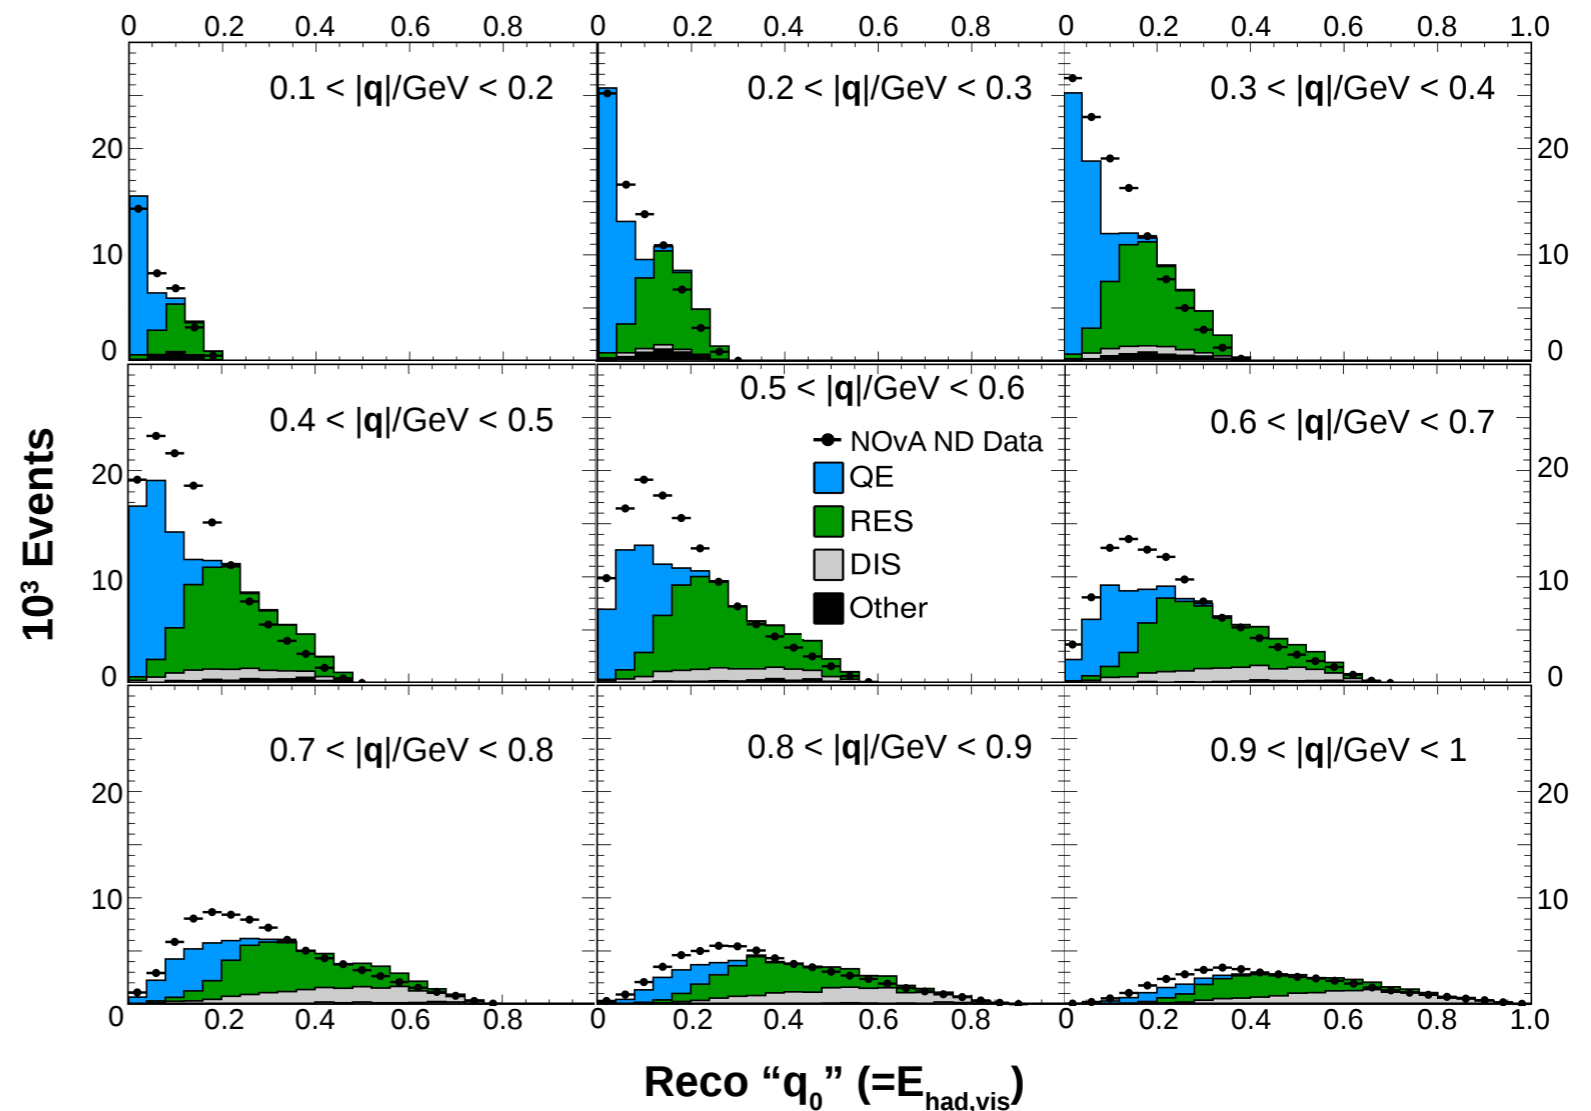 0 0.2 0.4 0.6 0.8 0 0.2 0.4 0.6 0.8 0 0.2 0.4 0.6 0.8 1.0
0.1 < |q|/GeV < 0.2
0.2 < |q|/GeV < 0.3
0.3 < |q|/GeV < 0.4
20 20
10 10
0 0
0.4 < |q|/GeV < 0.5
0.5 < |q|/GeV < 0.6
0.6 < |q|/GeV < 0.7
NOvA ND Data
QE
RES
DIS
Other
20 20
10 10
0 0
10³ Events
0.7 < |q|/GeV < 0.8
0.8 < |q|/GeV < 0.9
0.9 < |q|/GeV < 1
20 20
10 10
0 0.2 0.4 0.6 0.8 0 0.2 0.4 0.6 0.8 0 0.2 0.4 0.6 0.8 1.0
Reco “q₀” (=E_had,vis)